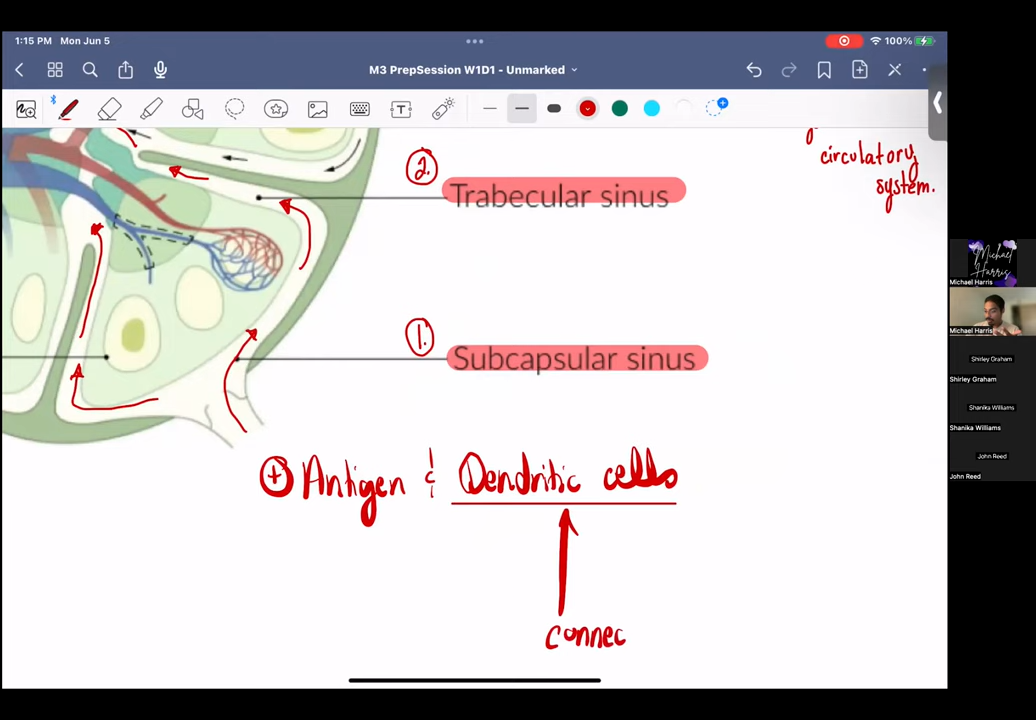 1:15 PM Mon Jun 5
100%
M3 PrepSession W1D1 - Unmarked
T
circulatory
system.
2.
Trabecular sinus
1.
Subcapsular sinus
+ Antigen & Dendritic cells
connec
Michael
Harris
Michael Harris
Michael Harris
Shirley Graham
Shirley Graham
Shanika Williams
Shanika Williams
John Reed
John Reed